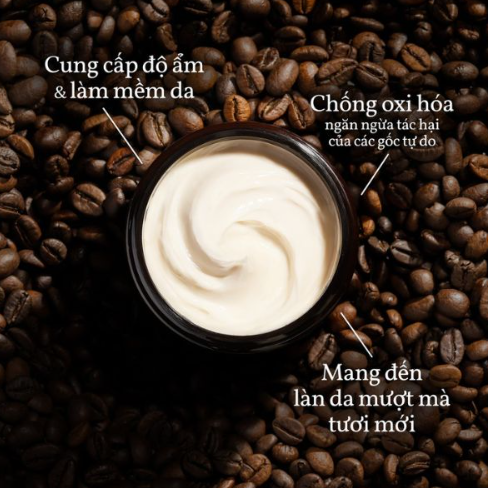 Cung cấp độ ẩm
& làm mềm da
Chống oxi hóa
ngăn ngừa tác hại
của các gốc tự do
Mang đến
làn da mượt mà
tươi mới